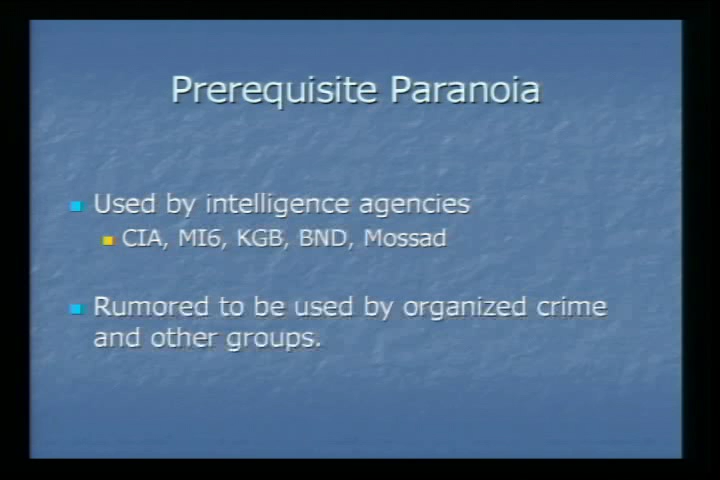 Prerequisite Paranoia
Used by intelligence agencies
CIA, MI6, KGB, BND, Mossad
Rumored to be used by organized crime
and other groups.